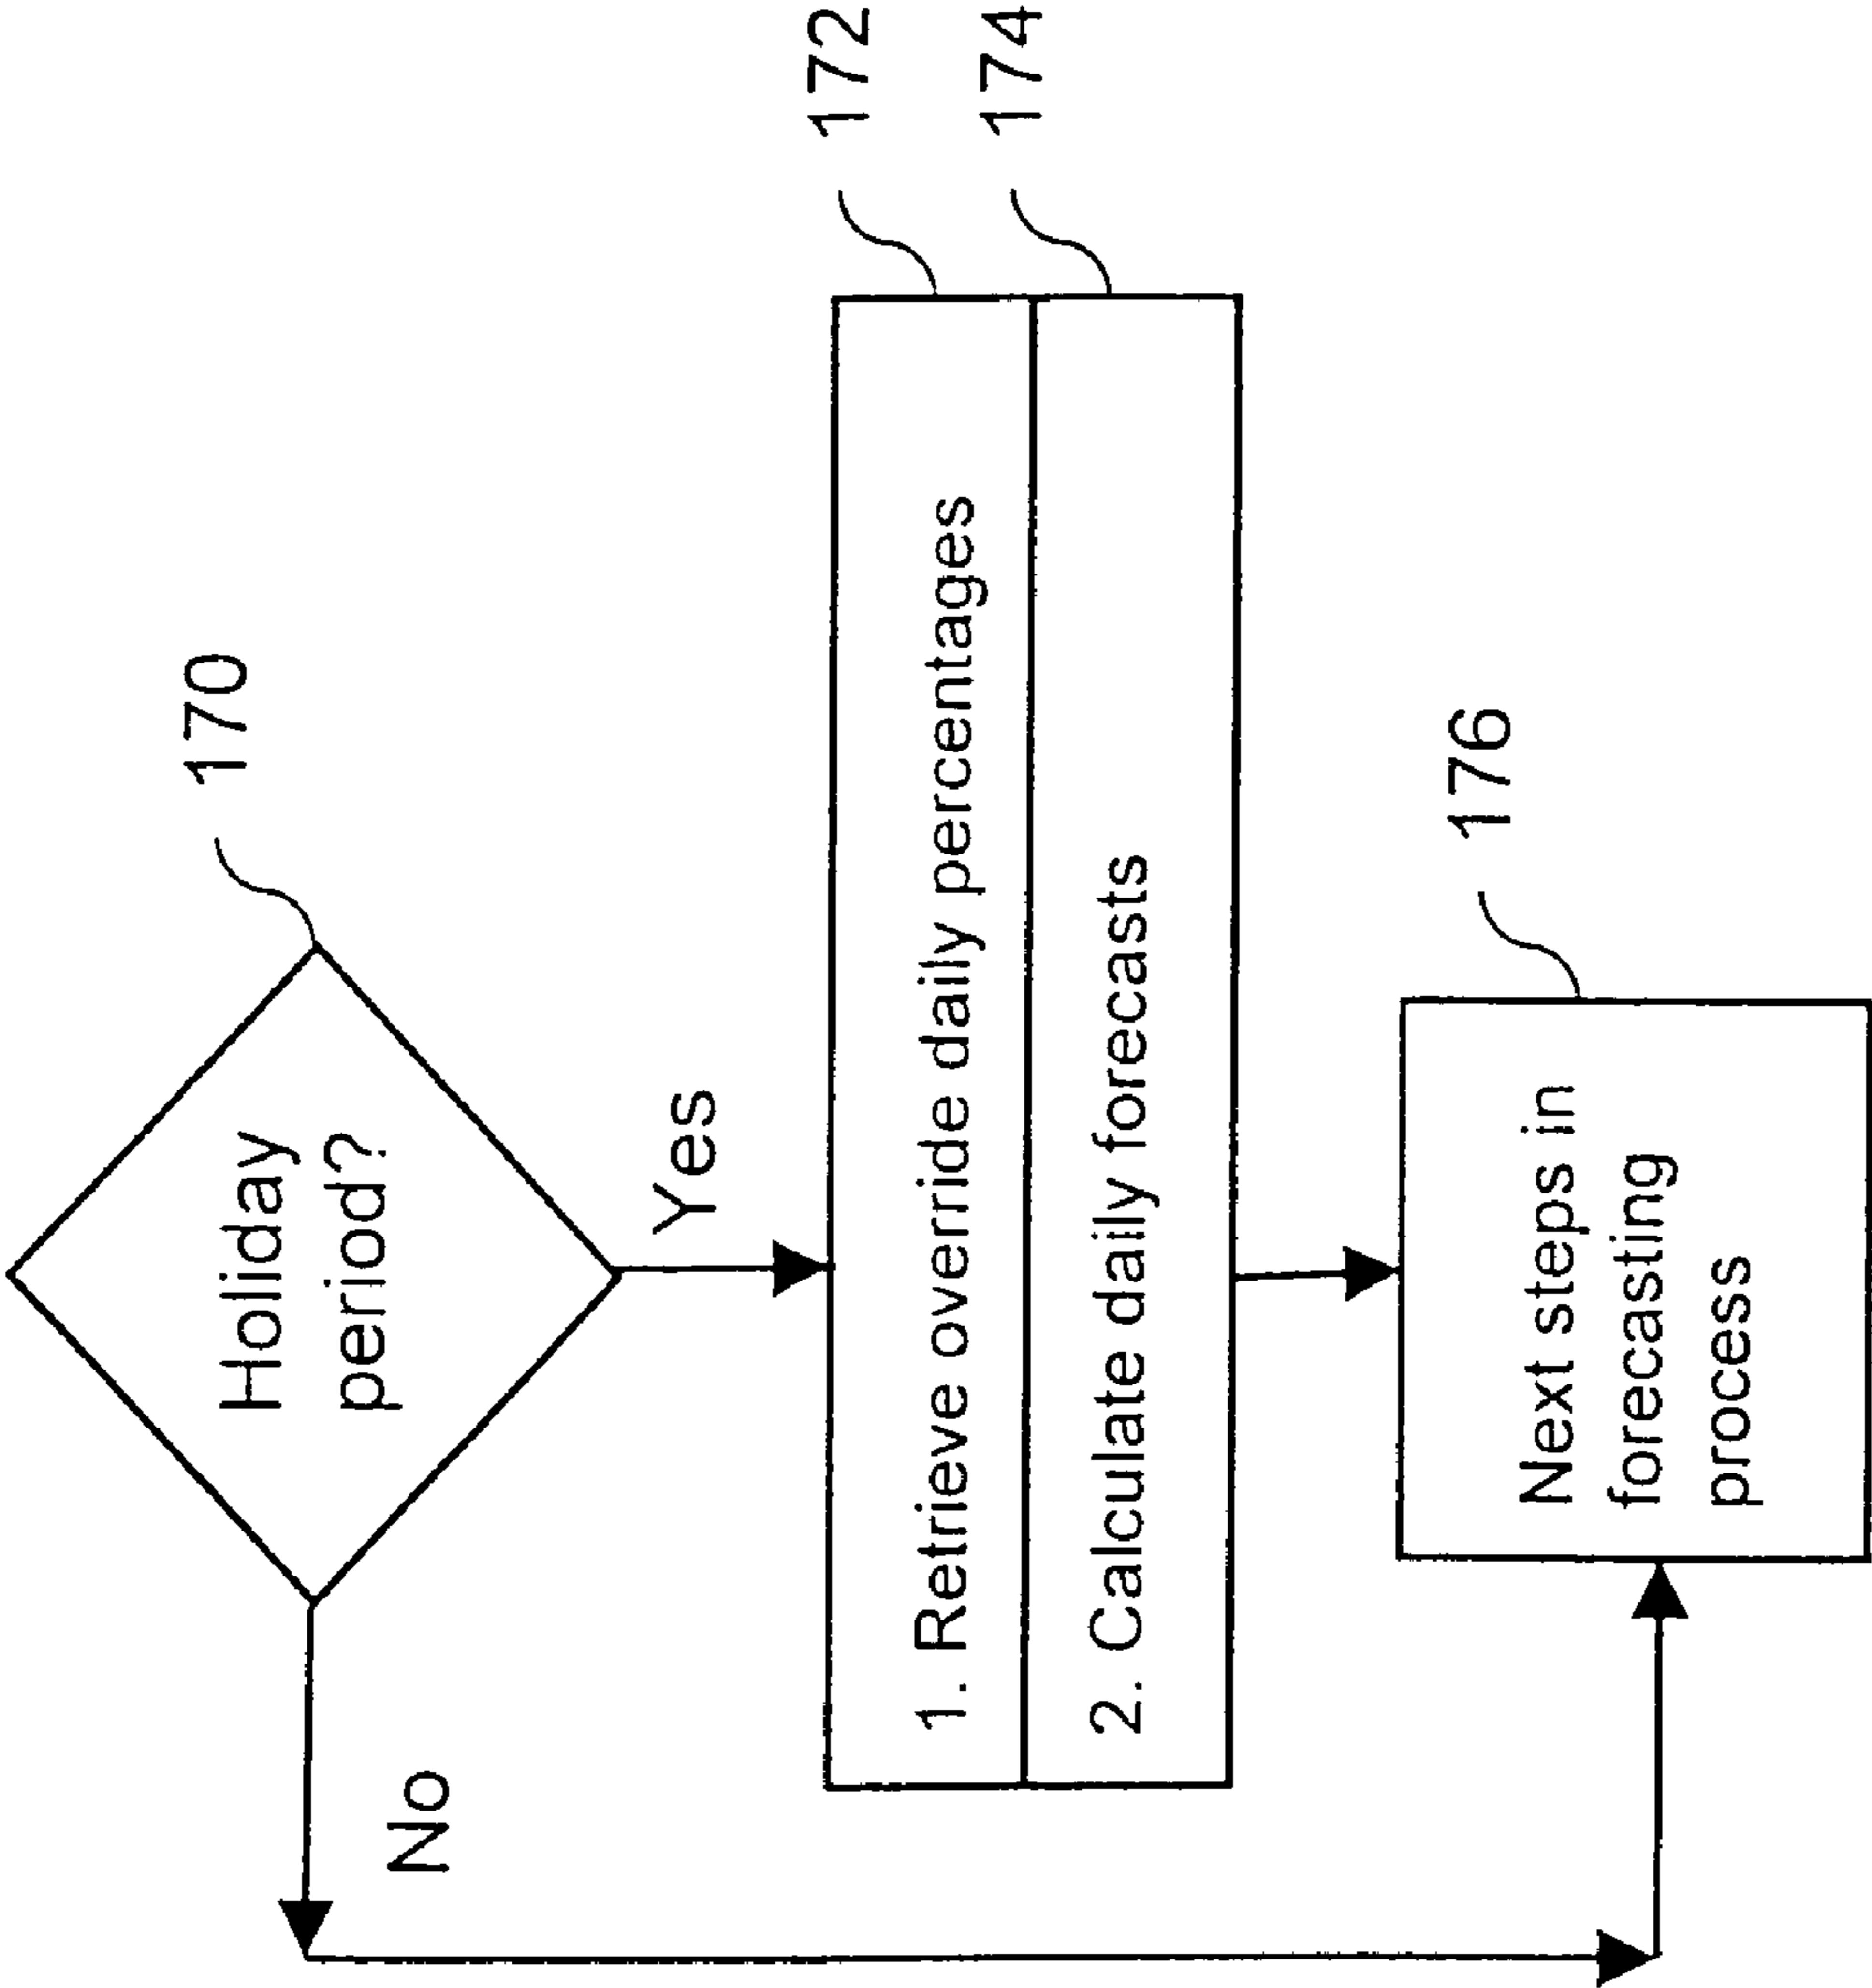 170
Holiday
period?
Yes
No
172
1. Retrieve override daily percentages
174
2. Calculate daily forecasts
176
Next steps in
forecasting
process